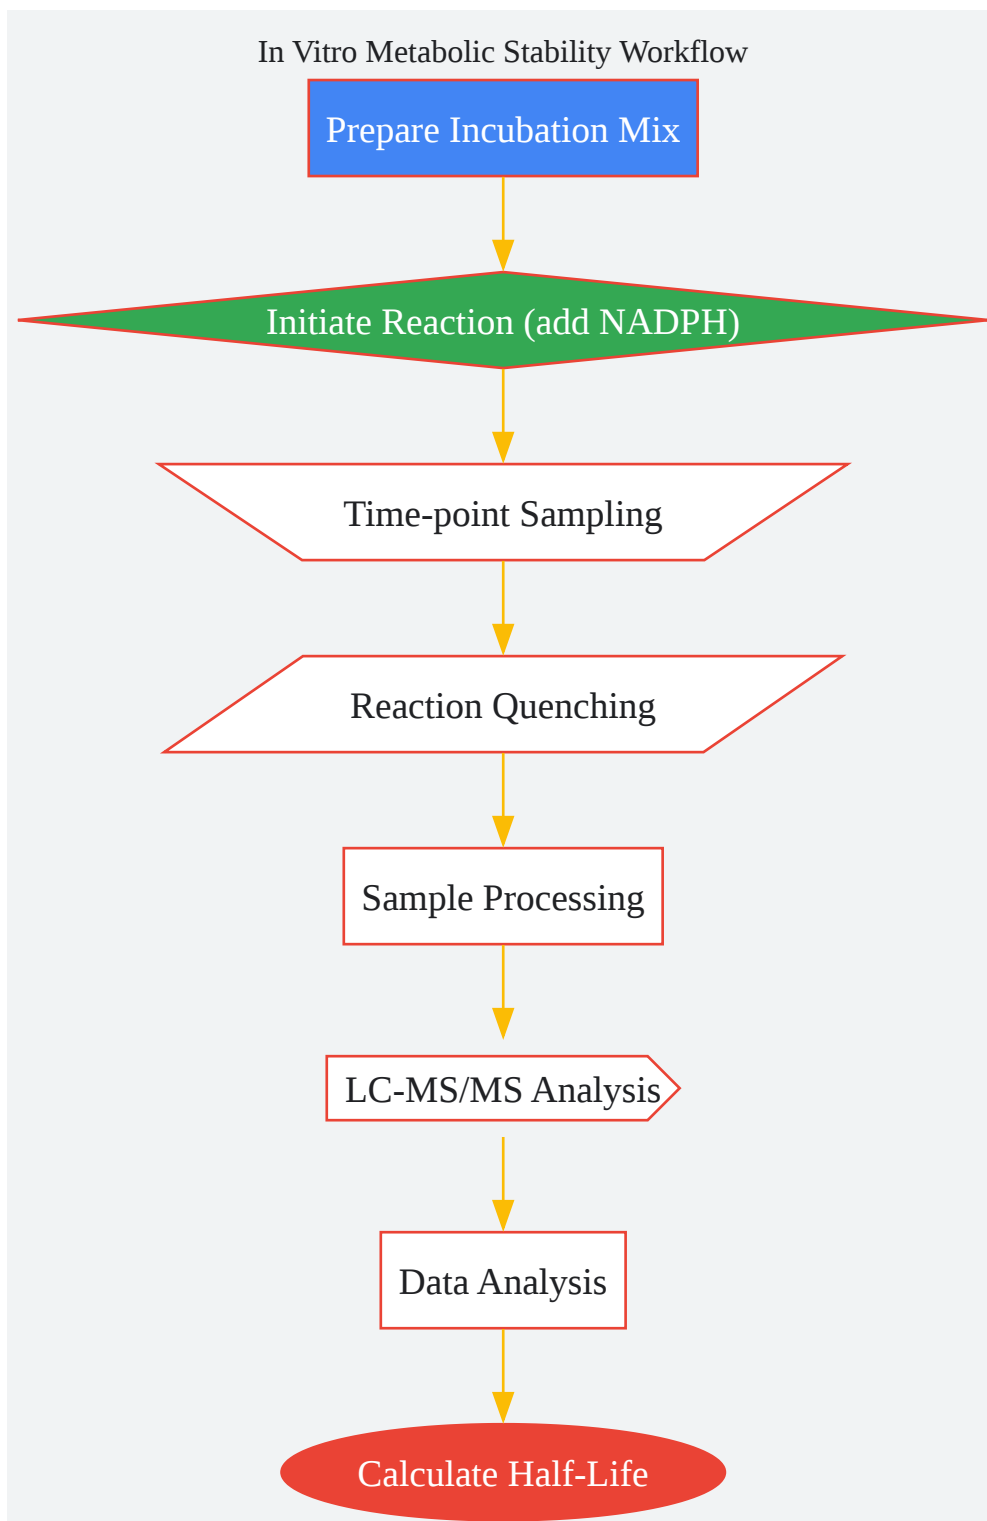 In Vitro Metabolic Stability Workflow
Prepare Incubation Mix
Initiate Reaction (add NADPH)
Time-point Sampling
Reaction Quenching
Sample Processing
LC-MS/MS Analysis
Data Analysis
Calculate Half-Life